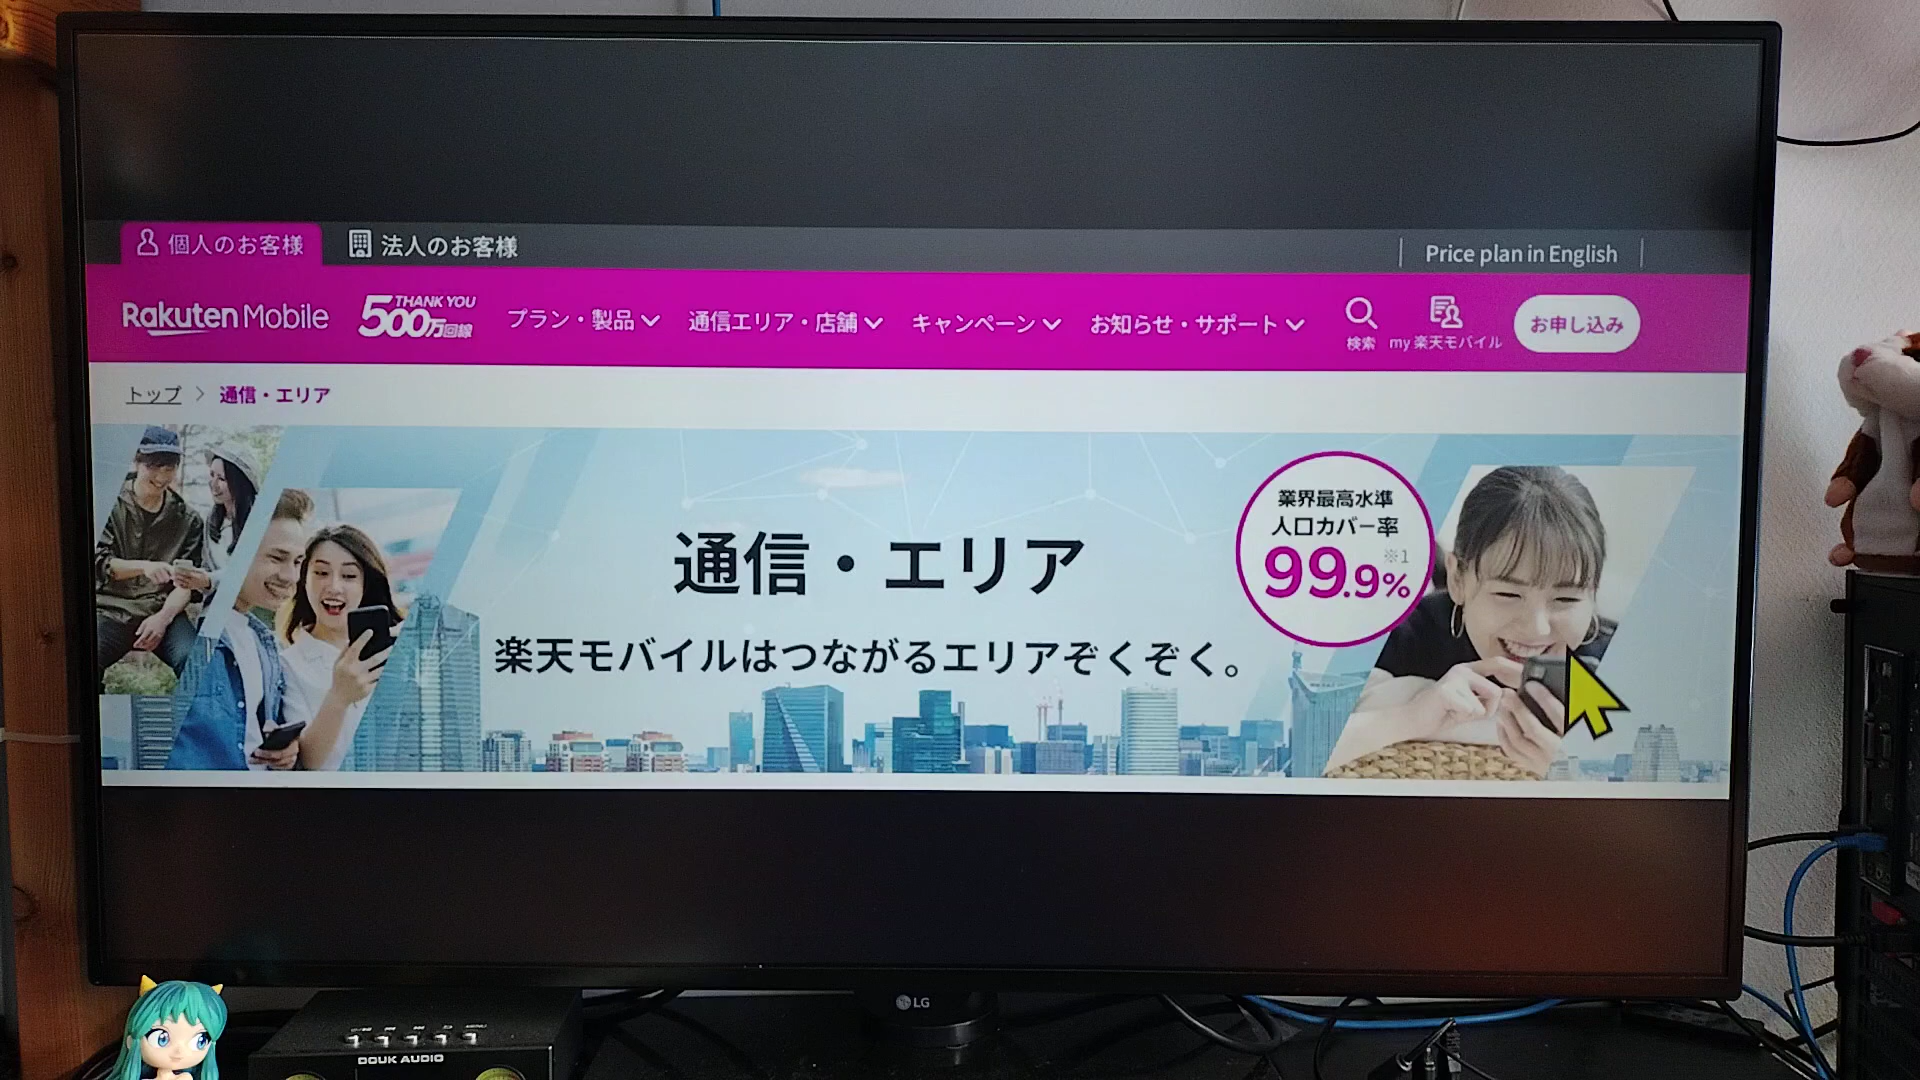 個人のお客様
法人のお客様
Price plan in English
Rakuten Mobile
THANK YOU
500万回線
プラン・製品
通信エリア・店舗
キャンペーン
お知らせ・サポート
検索
my 楽天モバイル
お申し込み
トップ > 通信・エリア
業界最高水準
人口カバー率
99.9%※1
通信・エリア
楽天モバイルはつながるエリアぞくぞく。
LG
DOUK AUDIO